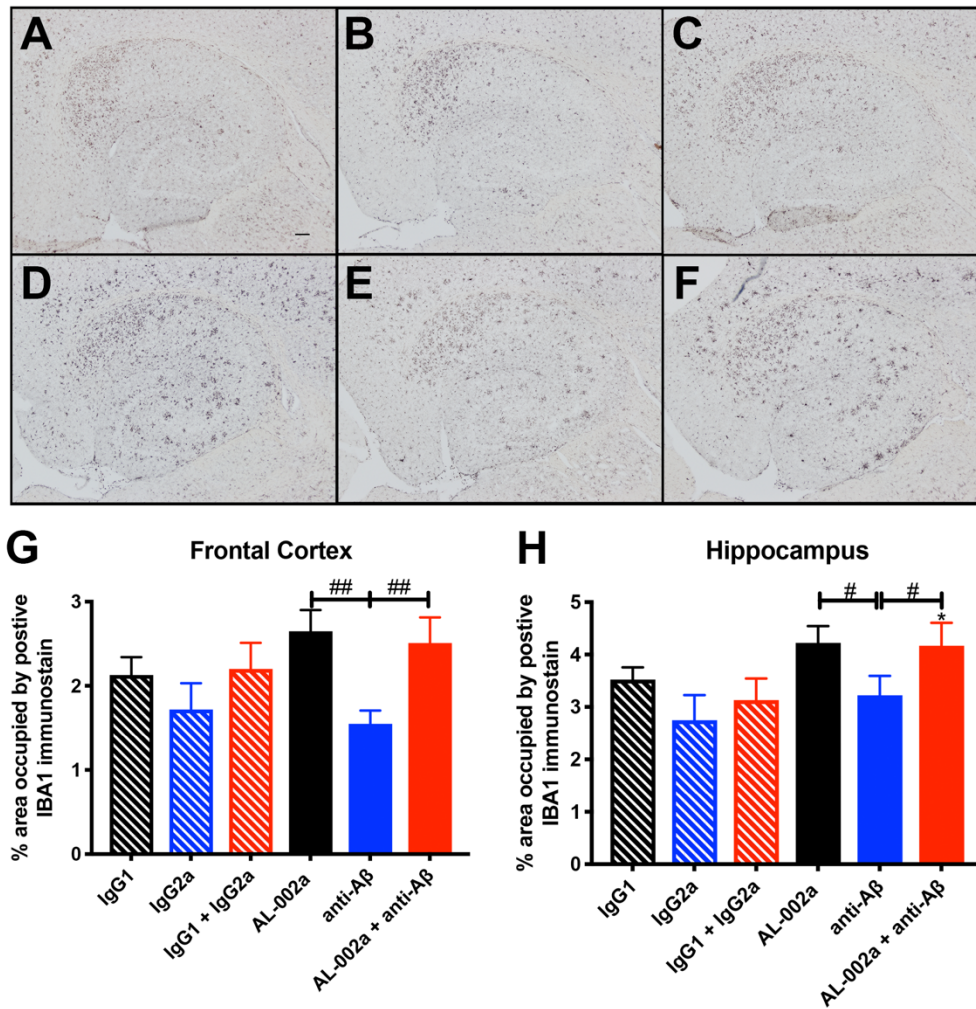 A
B
C
D
E
F
G
Frontal Cortex
% area occupied by postive
IBA1 immunostain
3
2
1
0
##
##
IgG1
IgG2a
IgG1 + IgG2a
AL-002a
anti-Aβ
AL-002a + anti-Aβ
H
Hippocampus
% area occupied by postive
IBA1 immunostain
5
4
3
2
1
0
#
#
*
IgG1
IgG2a
IgG1 + IgG2a
AL-002a
anti-Aβ
AL-002a + anti-Aβ